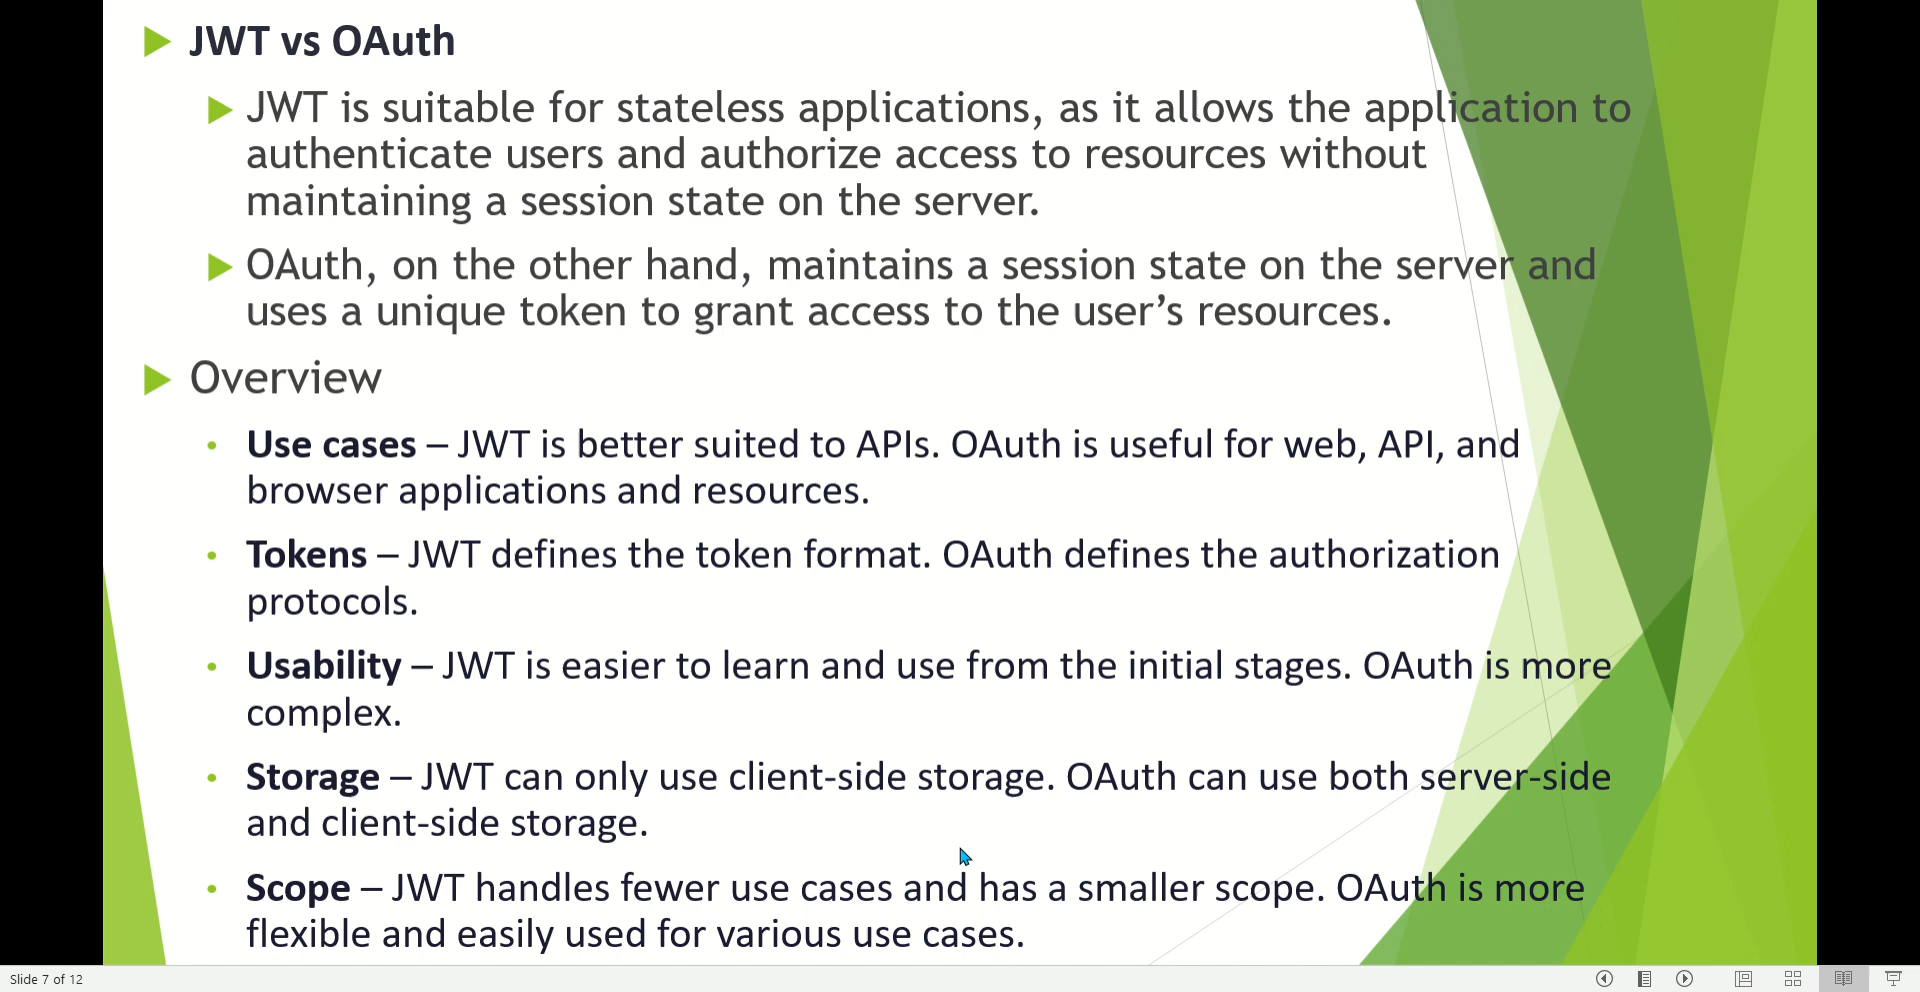 JWT vs OAuth
JWT is suitable for stateless applications, as it allows the application to
authenticate users and authorize access to resources without
maintaining a session state on the server.
OAuth, on the other hand, maintains a session state on the server and
uses a unique token to grant access to the user’s resources.
Overview
• Use cases – JWT is better suited to APIs. OAuth is useful for web, API, and
browser applications and resources.
• Tokens – JWT defines the token format. OAuth defines the authorization
protocols.
• Usability – JWT is easier to learn and use from the initial stages. OAuth is more
complex.
• Storage – JWT can only use client-side storage. OAuth can use both server-side
and client-side storage.
• Scope – JWT handles fewer use cases and has a smaller scope. OAuth is more
flexible and easily used for various use cases.
Slide 7 of 12